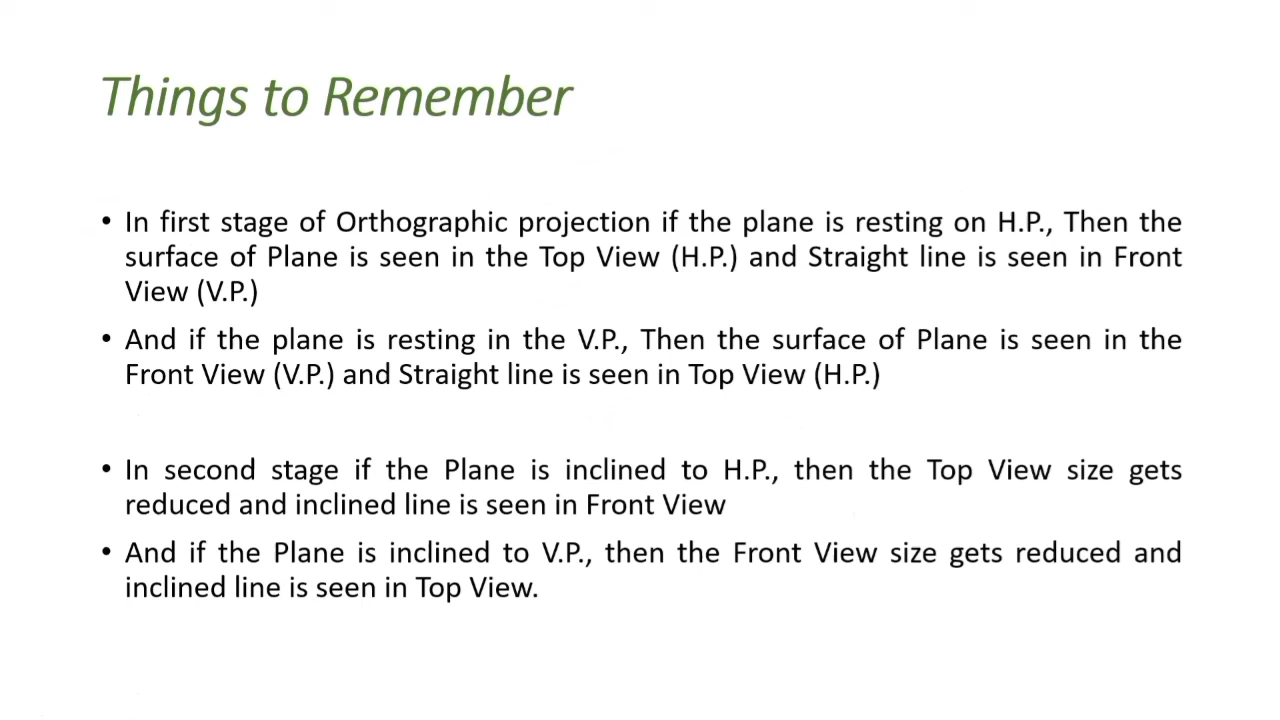 Things to Remember
• In first stage of Orthographic projection if the plane is resting on H.P., Then the
surface of Plane is seen in the Top View (H.P.) and Straight line is seen in Front
View (V.P.)
• And if the plane is resting in the V.P., Then the surface of Plane is seen in the
Front View (V.P.) and Straight line is seen in Top View (H.P.)
• In second stage if the Plane is inclined to H.P., then the Top View size gets
reduced and inclined line is seen in Front View
• And if the Plane is inclined to V.P., then the Front View size gets reduced and
inclined line is seen in Top View.